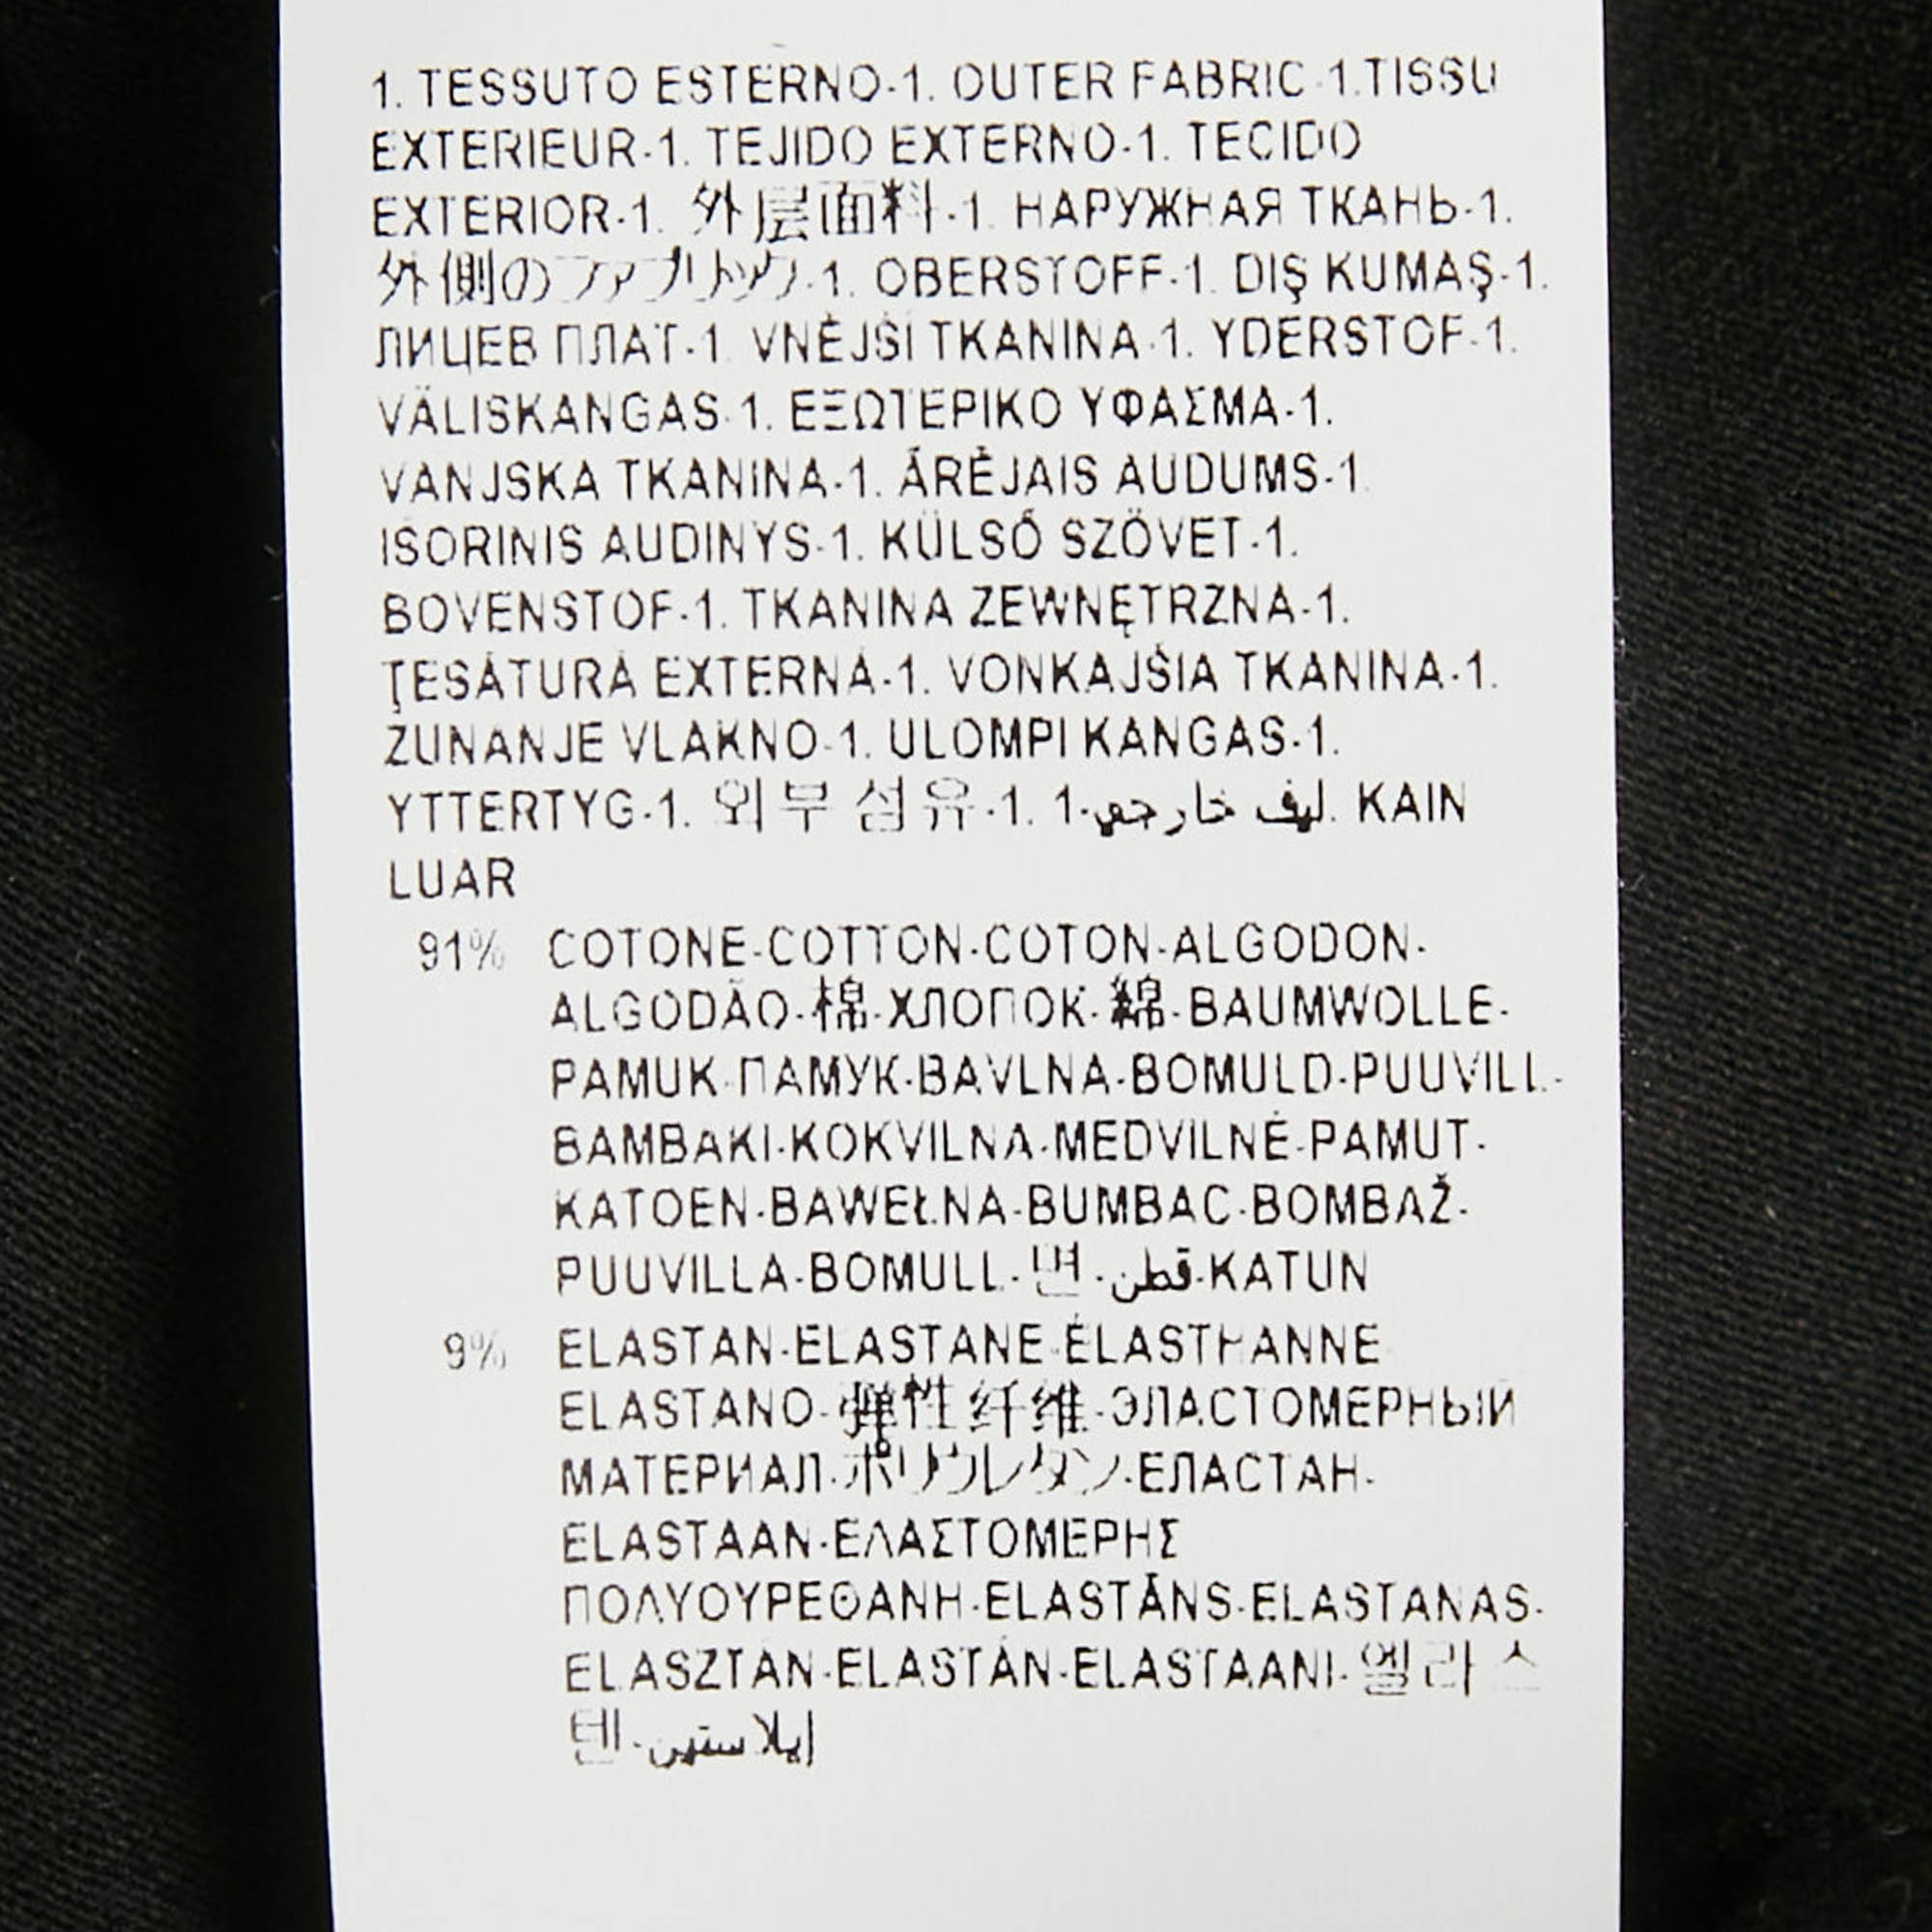 1. TESSUTO ESTERNO-1. OUTER FABRIC-1.TISSU
EXTERIEUR-1. TEJIDO EXTERNO-1. TECIDO
EXTERIOR-1. 外层面料-1. НАРУЖНАЯ ТКАНЬ-1.
外側のファブリック-1. OBERSTOFF-1. DIŞ KUMAŞ-1.
ЛИЦЕВ ПЛАТ-1. VNĚJŠÍ TKANINA-1. YDERSTOF-1.
VÄLISKANGAS-1. ΕΞΩΤΕΡΙΚΟ ΥΦΑΣΜΑ-1.
VANJSKA TKANINA-1. ĀRĒJAIS AUDUMS-1.
IŠORINIS AUDINYS-1. KÜLSŐ SZÖVET-1.
BOVENSTOF-1. TKANINA ZEWNĘTRZNA-1.
ŢESĂTURĂ EXTERNĂ-1. VONKAJŠIA TKANINA-1.
ZUNANJE VLAKNO-1. ULOMPI KANGAS-1.
YTTERTYG-1. 외부 섬유-1. 1-ليف خارجي. KAIN
LUAR
91% COTONE-COTTON-COTON-ALGODON-
ALGODÃO-棉-ХЛОПОК-綿-BAUMWOLLE-
PAMUK-ПАМУК-BAVLNA-BOMULD-PUUVILL-
BAMBAKI-KOKVILNA-MEDVILNĖ-PAMUT-
KATOEN-BAWEŁNA-BUMBAC-BOMBAŽ-
PUUVILLA-BOMULL-면-قطن-KATUN
9% ELASTAN-ELASTANE-ÉLASTHANNE
ELASTANO-弹性纤维-ЭЛАСТОМЕРНЫЙ
МАТЕРИАЛ-ポリウレタン-ЕЛАСТАН-
ELASTAAN-ΕΛΑΣΤΟΜΕΡΗΣ
ΠΟΛΥΟΥΡΕΘΑΝΗ-ELASTĀNS-ELASTANAS-
ELASZTÁN-ELASTÁN-ELASTAANI-엘라스
텐-إيلاستين